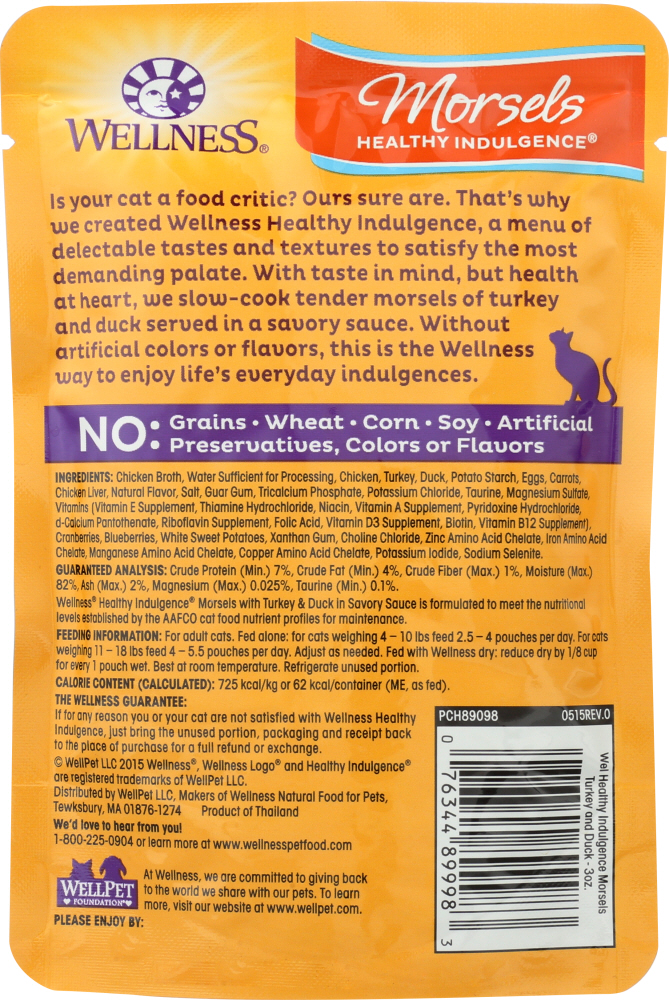 WELLNESS®
Morsels
HEALTHY INDULGENCE®
Is your cat a food critic? Ours sure are. That's why
we created Wellness Healthy Indulgence, a menu of
delectable tastes and textures to satisfy the most
demanding palate. With taste in mind, but health
at heart, we slow-cook tender morsels of turkey
and duck served in a savory sauce. Without
artificial colors or flavors, this is the Wellness
way to enjoy life's everyday indulgences.
NO: Grains • Wheat • Corn • Soy • Artificial
Preservatives, Colors or Flavors
INGREDIENTS: Chicken Broth, Water Sufficient for Processing, Chicken, Turkey, Duck, Potato Starch, Eggs, Carrots,
Chicken Liver, Natural Flavor, Salt, Guar Gum, Tricalcium Phosphate, Potassium Chloride, Taurine, Magnesium Sulfate,
Vitamins [Vitamin E Supplement, Thiamine Hydrochloride, Niacin, Vitamin A Supplement, Pyridoxine Hydrochloride,
d-Calcium Pantothenate, Riboflavin Supplement, Folic Acid, Vitamin D3 Supplement, Biotin, Vitamin B12 Supplement],
Cranberries, Blueberries, White Sweet Potatoes, Xanthan Gum, Choline Chloride, Zinc Amino Acid Chelate, Iron Amino Acid
Chelate, Manganese Amino Acid Chelate, Copper Amino Acid Chelate, Potassium Iodide, Sodium Selenite.
GUARANTEED ANALYSIS: Crude Protein (Min.) 7%, Crude Fat (Min.) 4%, Crude Fiber (Max.) 1%, Moisture (Max.)
82%, Ash (Max.) 2%, Magnesium (Max.) 0.025%, Taurine (Min.) 0.1%.
Wellness® Healthy Indulgence® Morsels with Turkey & Duck in Savory Sauce is formulated to meet the nutritional
levels established by the AAFCO cat food nutrient profiles for maintenance.
FEEDING INFORMATION: For adult cats. Fed alone: for cats weighing 4 – 10 lbs feed 2.5 – 4 pouches per day. For cats
weighing 11 – 18 lbs feed 4 – 5.5 pouches per day. Adjust as needed. Fed with Wellness dry: reduce dry by 1/8 cup
for every 1 pouch wet. Best at room temperature. Refrigerate unused portion.
CALORIE CONTENT (CALCULATED): 725 kcal/kg or 62 kcal/container (ME, as fed).
THE WELLNESS GUARANTEE:
If for any reason you or your cat are not satisfied with Wellness Healthy
Indulgence, just bring the unused portion, packaging and receipt back
to the place of purchase for a full refund or exchange.
© WellPet LLC 2015 Wellness®, Wellness Logo® and Healthy Indulgence®
are registered trademarks of WellPet LLC.
Distributed by WellPet LLC, Makers of Wellness Natural Food for Pets,
Tewksbury, MA 01876-1274 Product of Thailand
We'd love to hear from you!
1-800-225-0904 or learn more at www.wellnesspetfood.com
WELLPET
FOUNDATION
At Wellness, we are committed to giving back
to the world we share with our pets. To learn
more, visit our website at www.wellpet.com.
PLEASE ENJOY BY:
PCH89098 0515REV.0
0 76344 89998 3
Wel Healthy Indulgence Morsels
Turkey and Duck - 3oz.